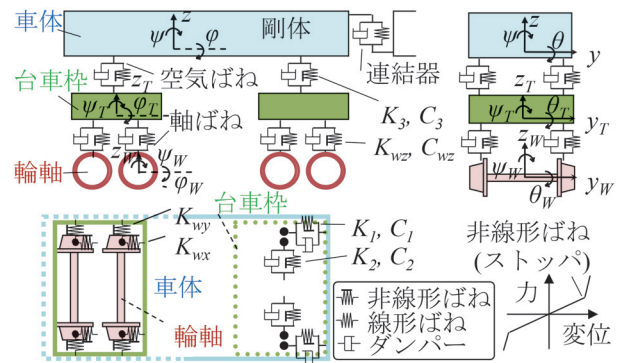 車体
z
ψ
φ
剛体
連結器
空気ばね
z_T
台車枠
ψ_T
φ_T
軸ばね
z_W
ψ_W
輪軸
φ_W
K_3, C_3
K_wz, C_wz
z
ψ
θ
y
z_T
ψ_T
θ_T
y_T
z_W
ψ_W
θ_W
y_W
台車枠
K_wy
K_wx
車体
輪軸
K_1, C_1
K_2, C_2
非線形ばね
線形ばね
ダンパー
非線形ばね
(ストッパ)
力
変位